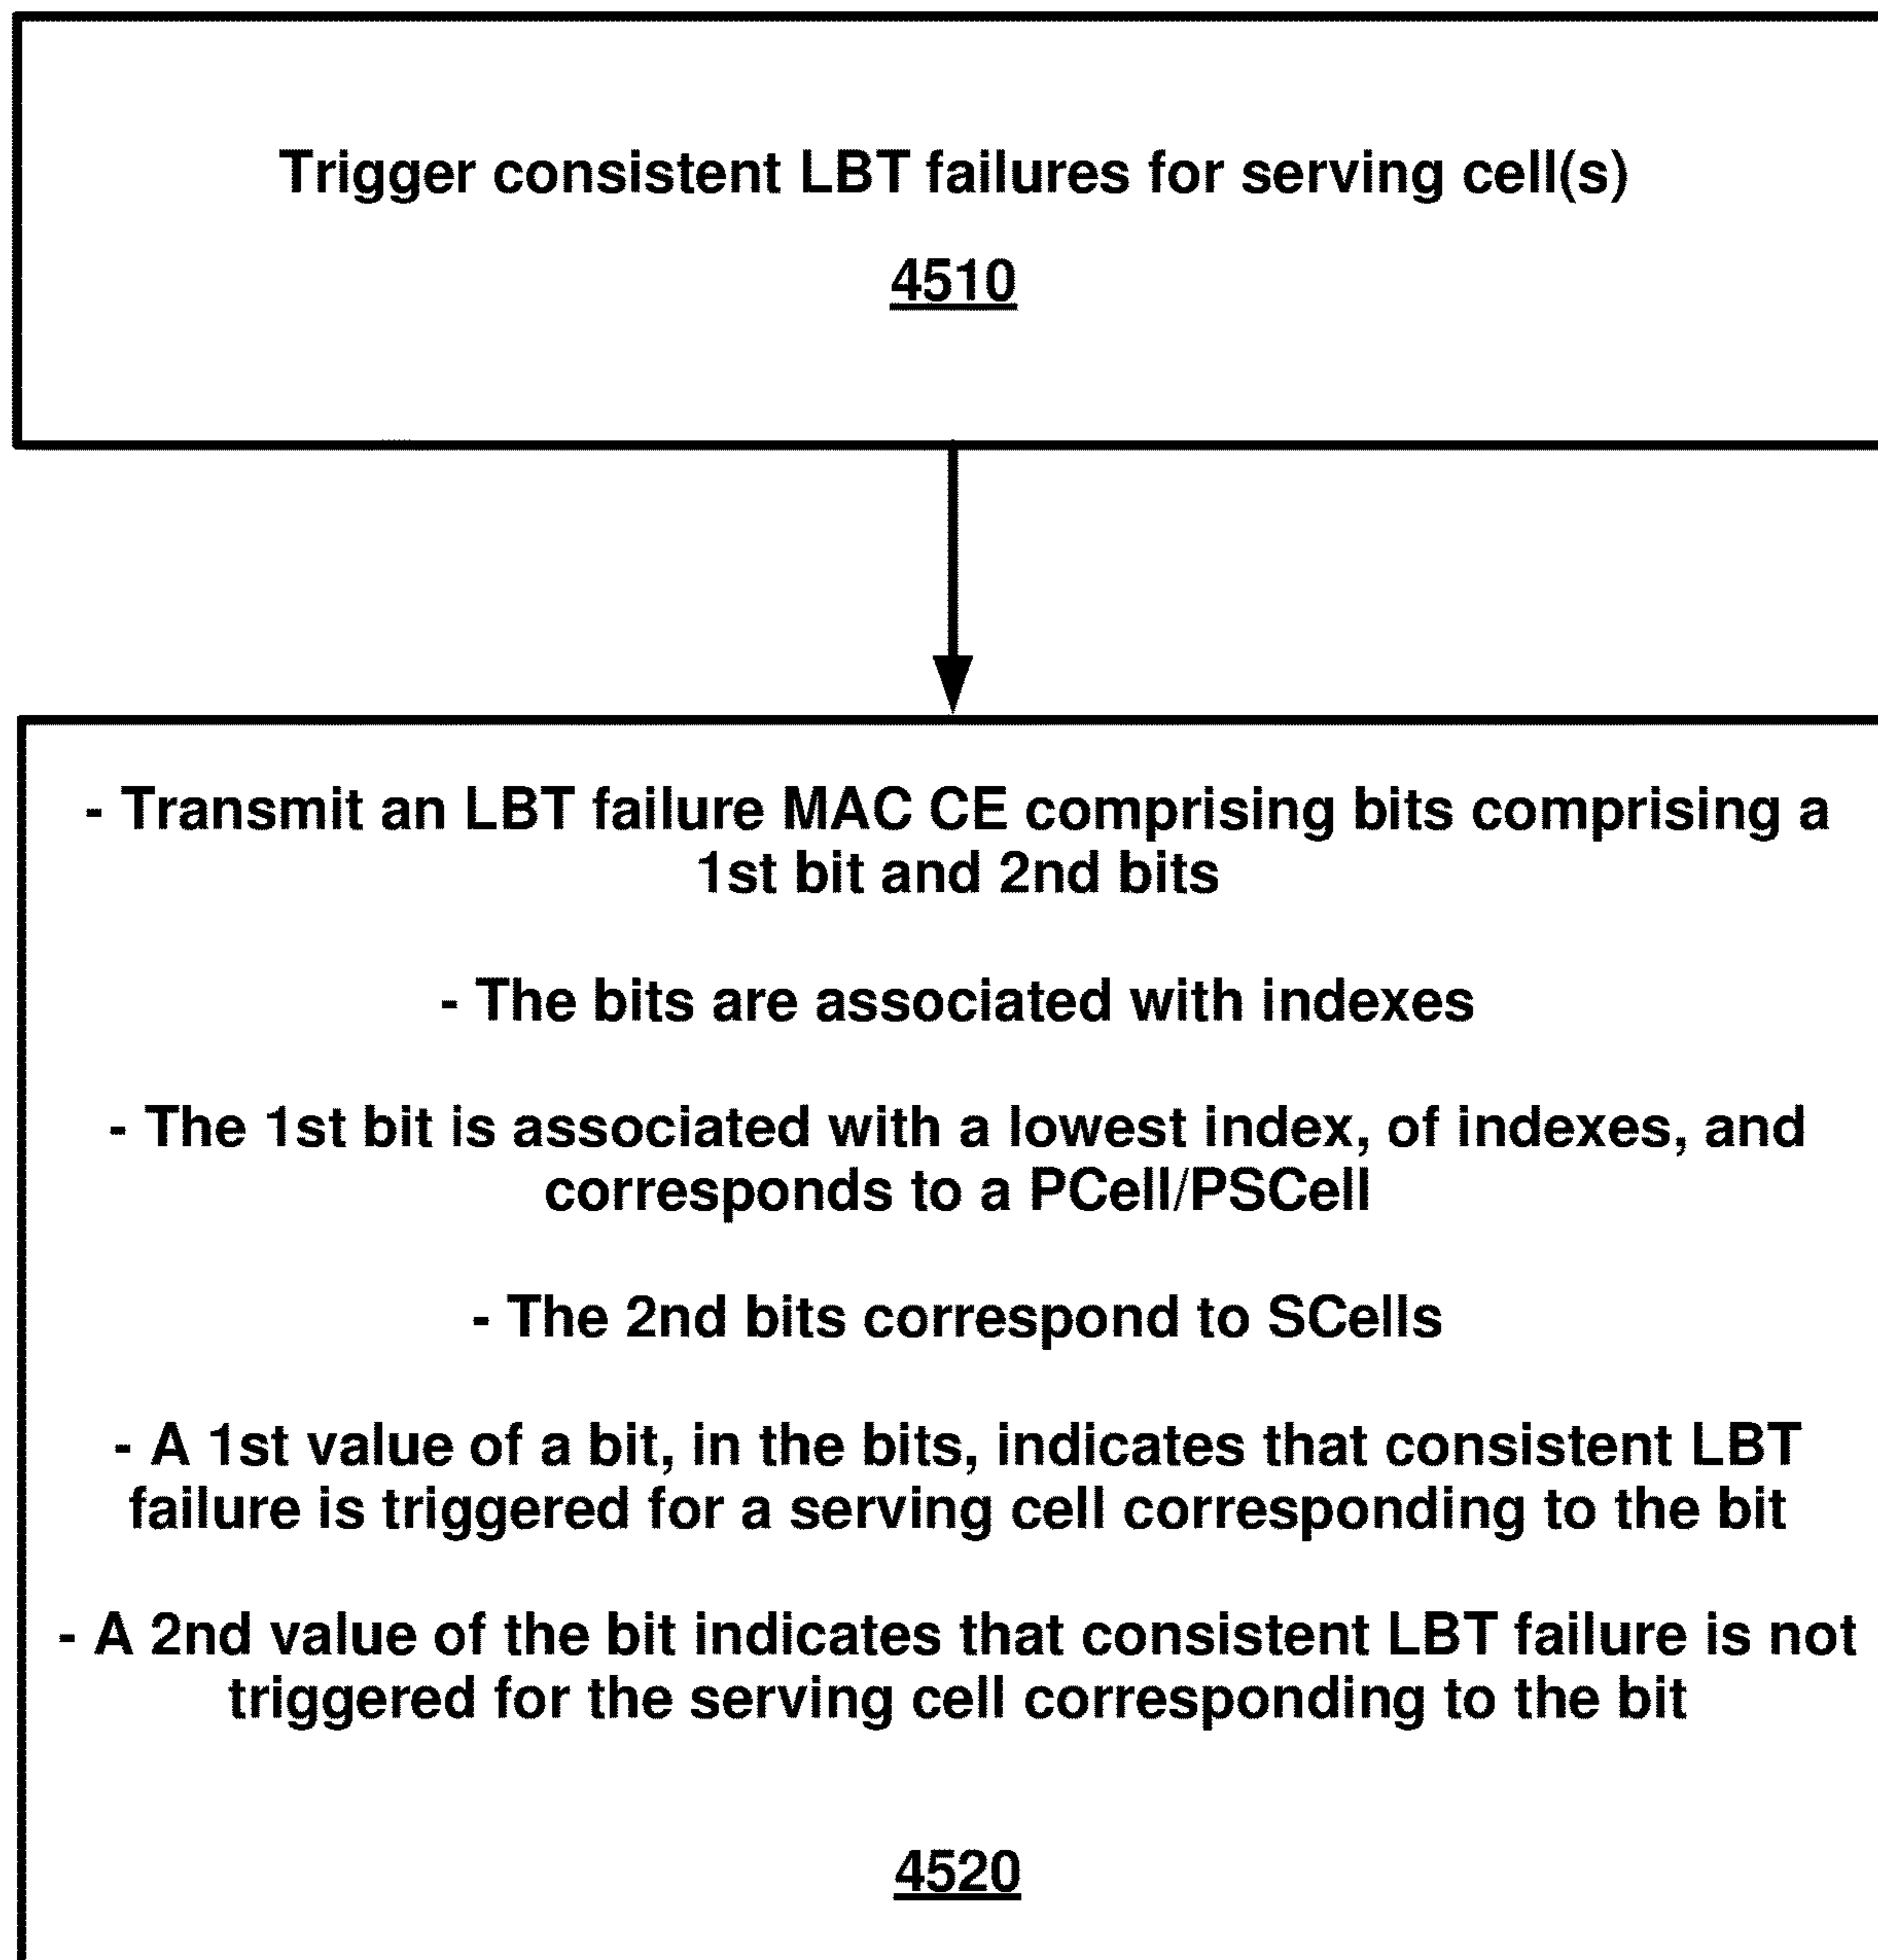 Trigger consistent LBT failures for serving cell(s)
4510
- Transmit an LBT failure MAC CE comprising bits comprising a
1st bit and 2nd bits
- The bits are associated with indexes
- The 1st bit is associated with a lowest index, of indexes, and
corresponds to a PCell/PSCell
- The 2nd bits correspond to SCells
- A 1st value of a bit, in the bits, indicates that consistent LBT
failure is triggered for a serving cell corresponding to the bit
- A 2nd value of the bit indicates that consistent LBT failure is not
triggered for the serving cell corresponding to the bit
4520